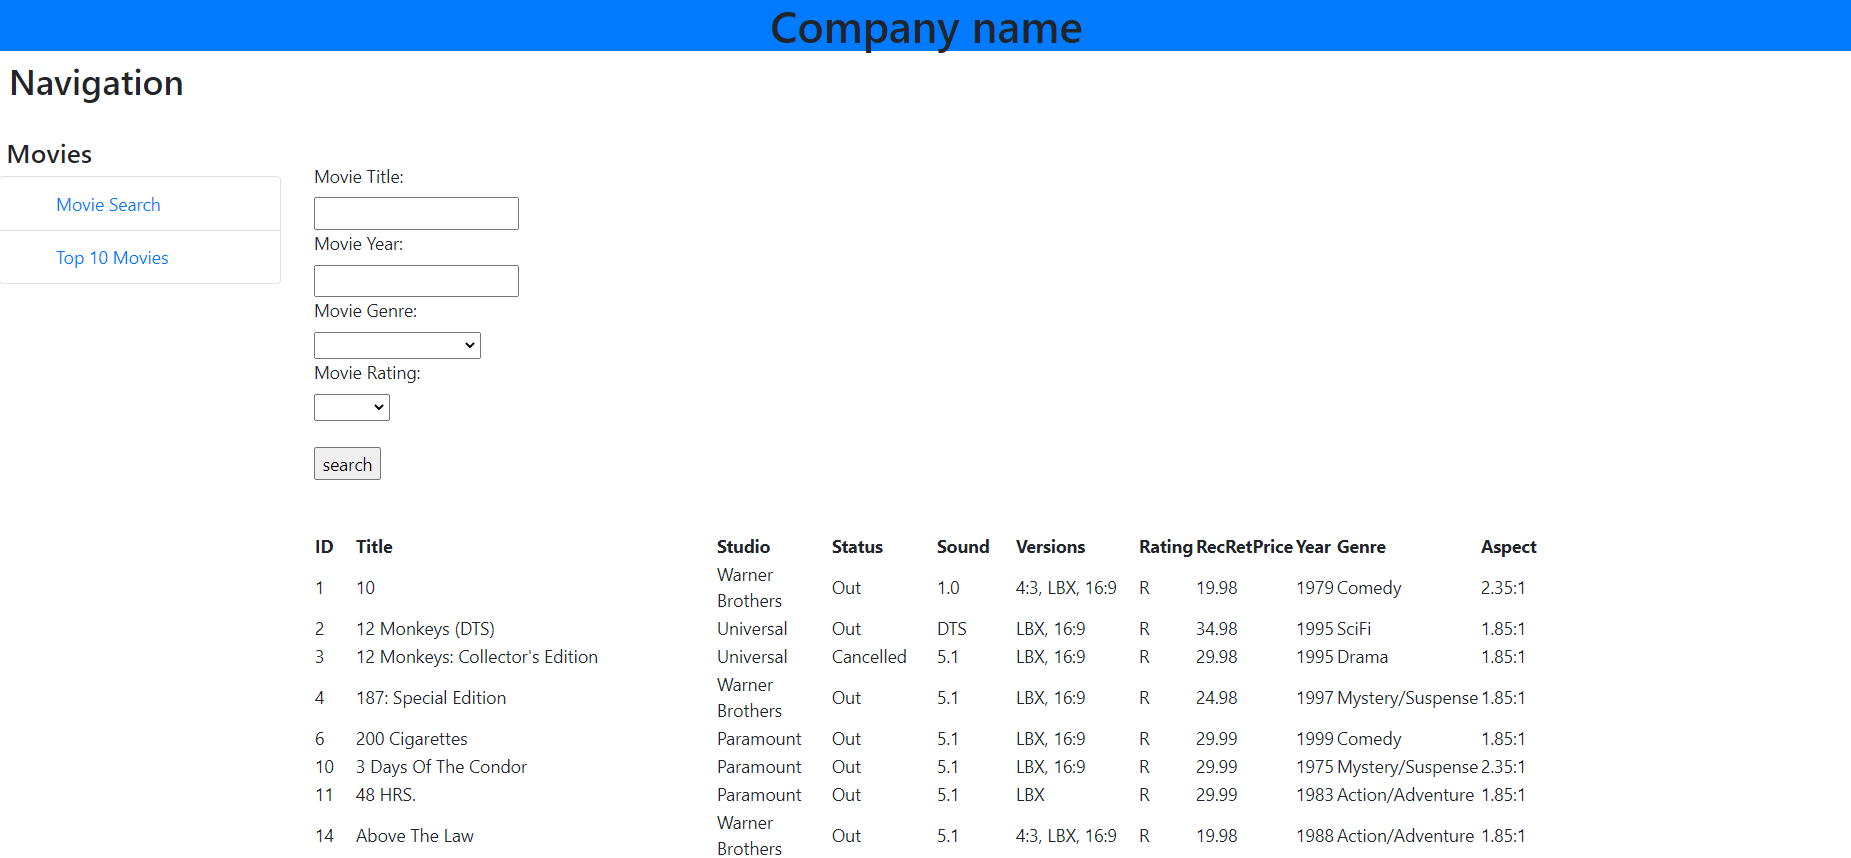 Company name
Navigation
Movies
Movie Search
Top 10 Movies
Movie Title:
Movie Year:
Movie Genre:
Movie Rating:
search
ID Title Studio Status Sound Versions Rating RecRetPrice Year Genre Aspect
1 10 Warner Brothers Out 1.0 4:3, LBX, 16:9 R 19.98 1979 Comedy 2.35:1
2 12 Monkeys (DTS) Universal Out DTS LBX, 16:9 R 34.98 1995 SciFi 1.85:1
3 12 Monkeys: Collector's Edition Universal Cancelled 5.1 LBX, 16:9 R 29.98 1995 Drama 1.85:1
4 187: Special Edition Warner Brothers Out 5.1 LBX, 16:9 R 24.98 1997 Mystery/Suspense 1.85:1
6 200 Cigarettes Paramount Out 5.1 LBX, 16:9 R 29.99 1999 Comedy 1.85:1
10 3 Days Of The Condor Paramount Out 5.1 LBX, 16:9 R 29.99 1975 Mystery/Suspense 2.35:1
11 48 HRS. Paramount Out 5.1 LBX R 29.99 1983 Action/Adventure 1.85:1
14 Above The Law Warner Brothers Out 5.1 4:3, LBX, 16:9 R 19.98 1988 Action/Adventure 1.85:1